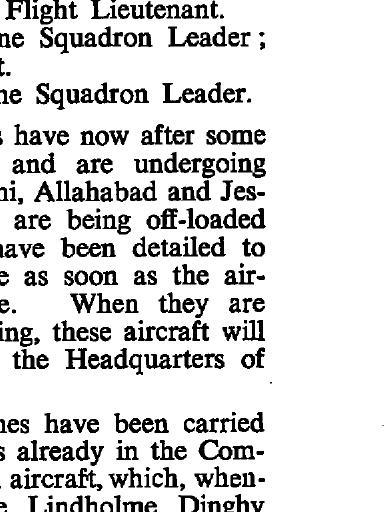 Flight Lieutenant.
ne Squadron Leader ;
t.
ne Squadron Leader.
s have now after some
and are undergoing
ni, Allahabad and Jes-
are being off-loaded
have been detailed to
e as soon as the air-
e. When they are
ing, these aircraft will
the Headquarters of
nes have been carried
s already in the Com-
aircraft, which, when-
e Lindholme Dinghy